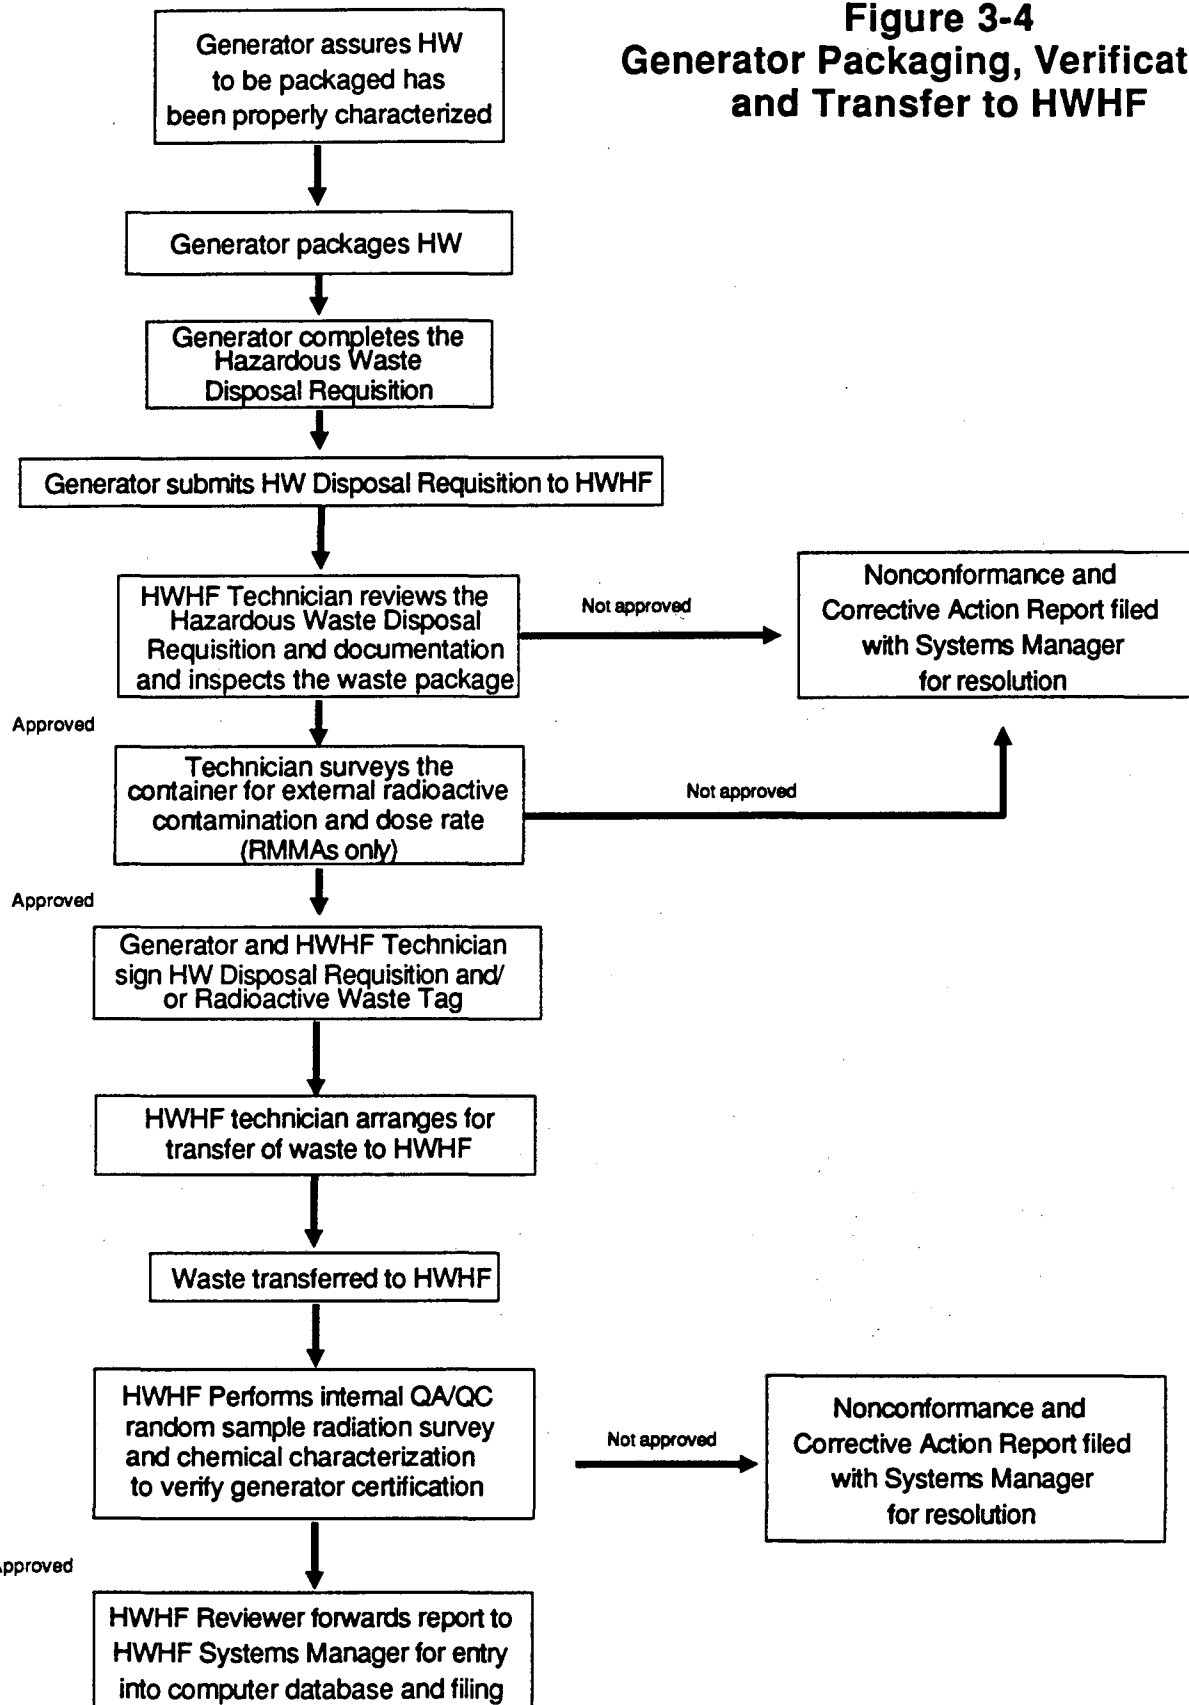 Figure 3-4
Generator Packaging, Verificat
and Transfer to HWHF
Generator assures HW
to be packaged has
been properly characterized
Generator packages HW
Generator completes the
Hazardous Waste
Disposal Requisition
Generator submits HW Disposal Requisition to HWHF
HWHF Technician reviews the
Hazardous Waste Disposal
Requisition and documentation
and inspects the waste package
Not approved
Nonconformance and
Corrective Action Report filed
with Systems Manager
for resolution
Approved
Technician surveys the
container for external radioactive
contamination and dose rate
(RMMAs only)
Not approved
Approved
Generator and HWHF Technician
sign HW Disposal Requisition and/
or Radioactive Waste Tag
HWHF technician arranges for
transfer of waste to HWHF
Waste transferred to HWHF
HWHF Performs internal QA/QC
random sample radiation survey
and chemical characterization
to verify generator certification
Not approved
Nonconformance and
Corrective Action Report filed
with Systems Manager
for resolution
Approved
HWHF Reviewer forwards report to
HWHF Systems Manager for entry
into computer database and filing